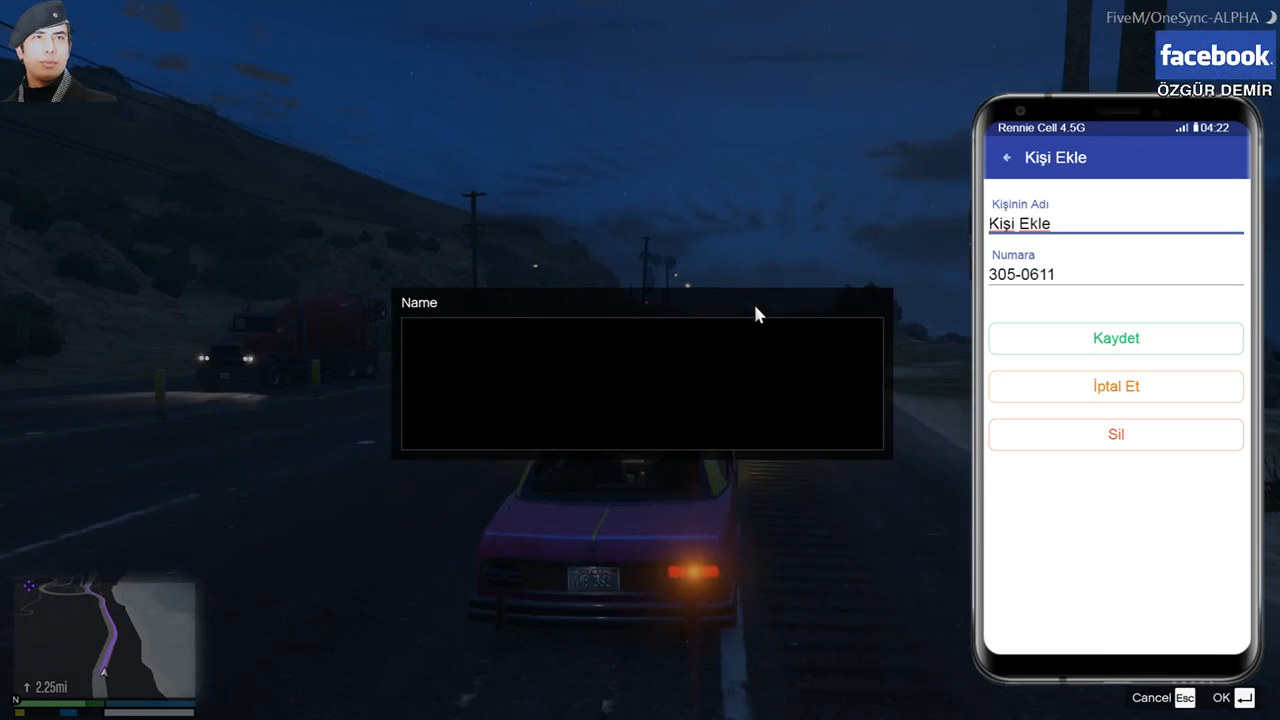 FiveM/OneSync-ALPHA
facebook.
ÖZGÜR DEMİR
Rennie Cell 4.5G
04:22
Kişi Ekle
Kişinin Adı
Kişi Ekle
Numara
305-0611
Kaydet
İptal Et
Sil
Name
2.25mi
N
Cancel Esc
OK